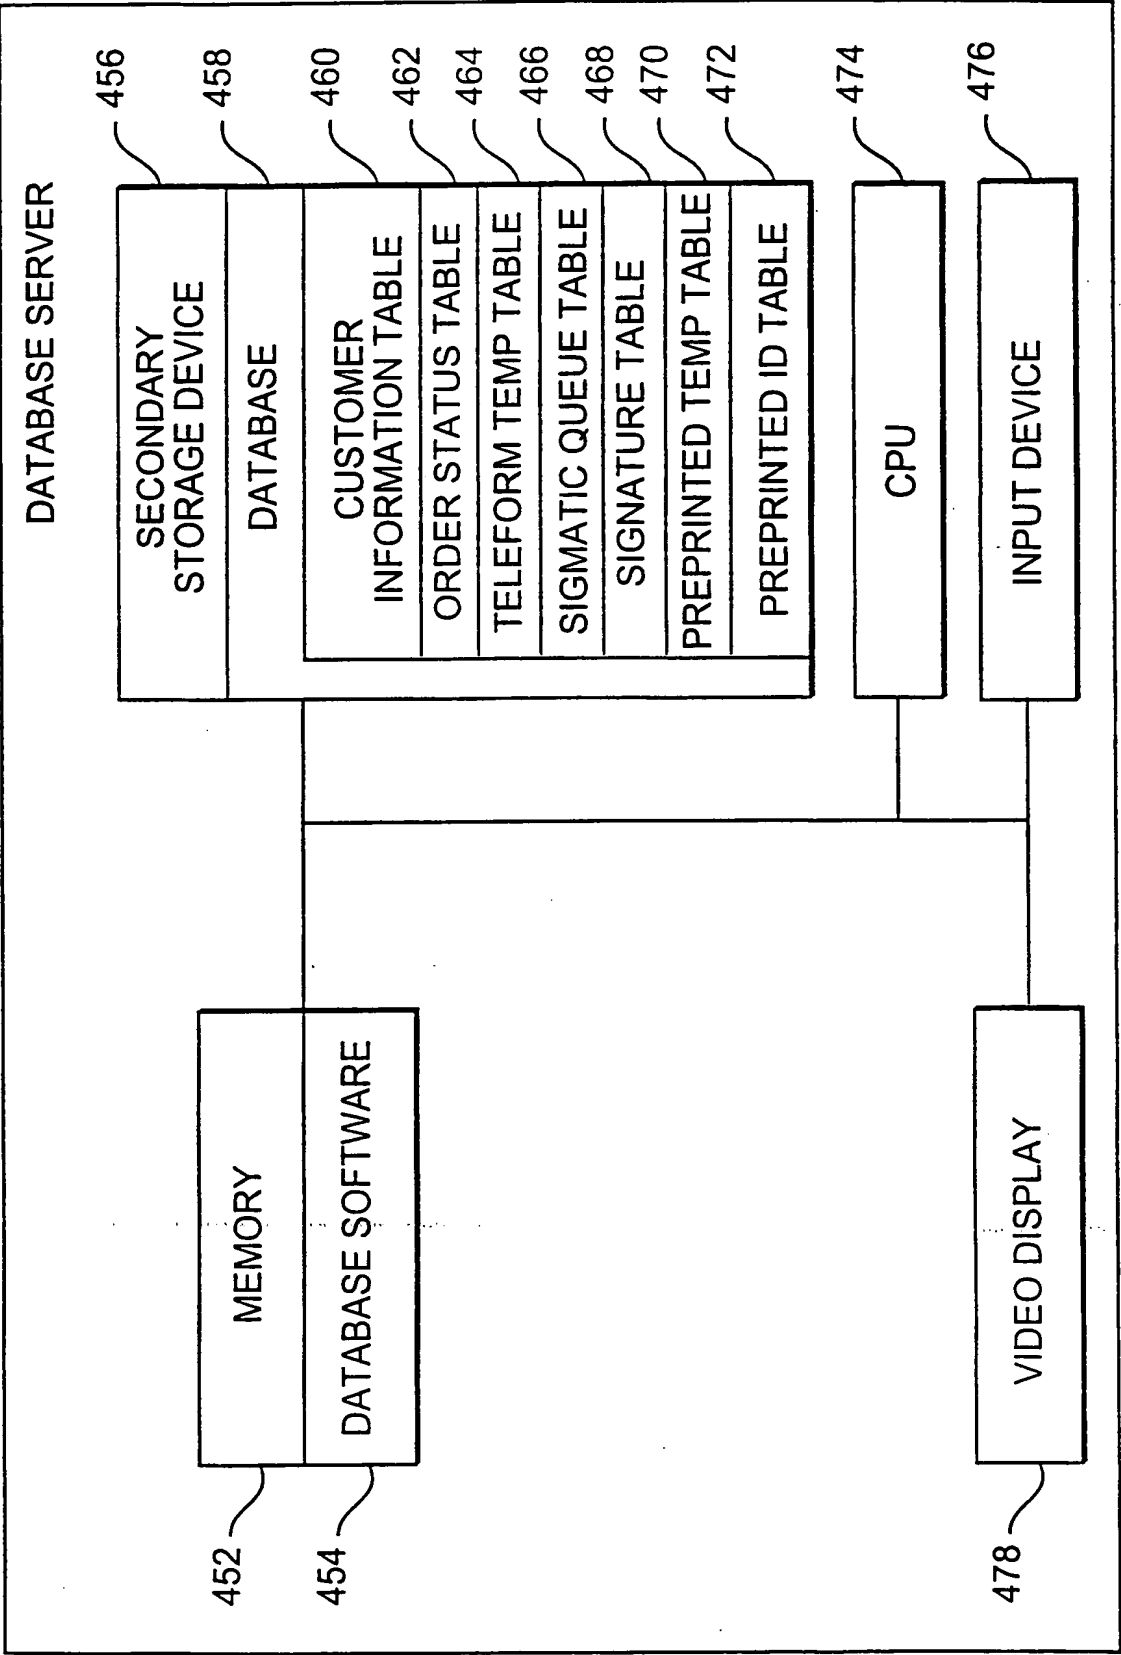 DATABASE SERVER
452
MEMORY
454
DATABASE SOFTWARE
SECONDARY
STORAGE DEVICE
456
DATABASE
458
CUSTOMER
INFORMATION TABLE
460
ORDER STATUS TABLE
462
TELEFORM TEMP TABLE
464
SIGMATIC QUEUE TABLE
466
SIGNATURE TABLE
468
PREPRINTED TEMP TABLE
470
PREPRINTED ID TABLE
472
CPU
474
478
VIDEO DISPLAY
INPUT DEVICE
476